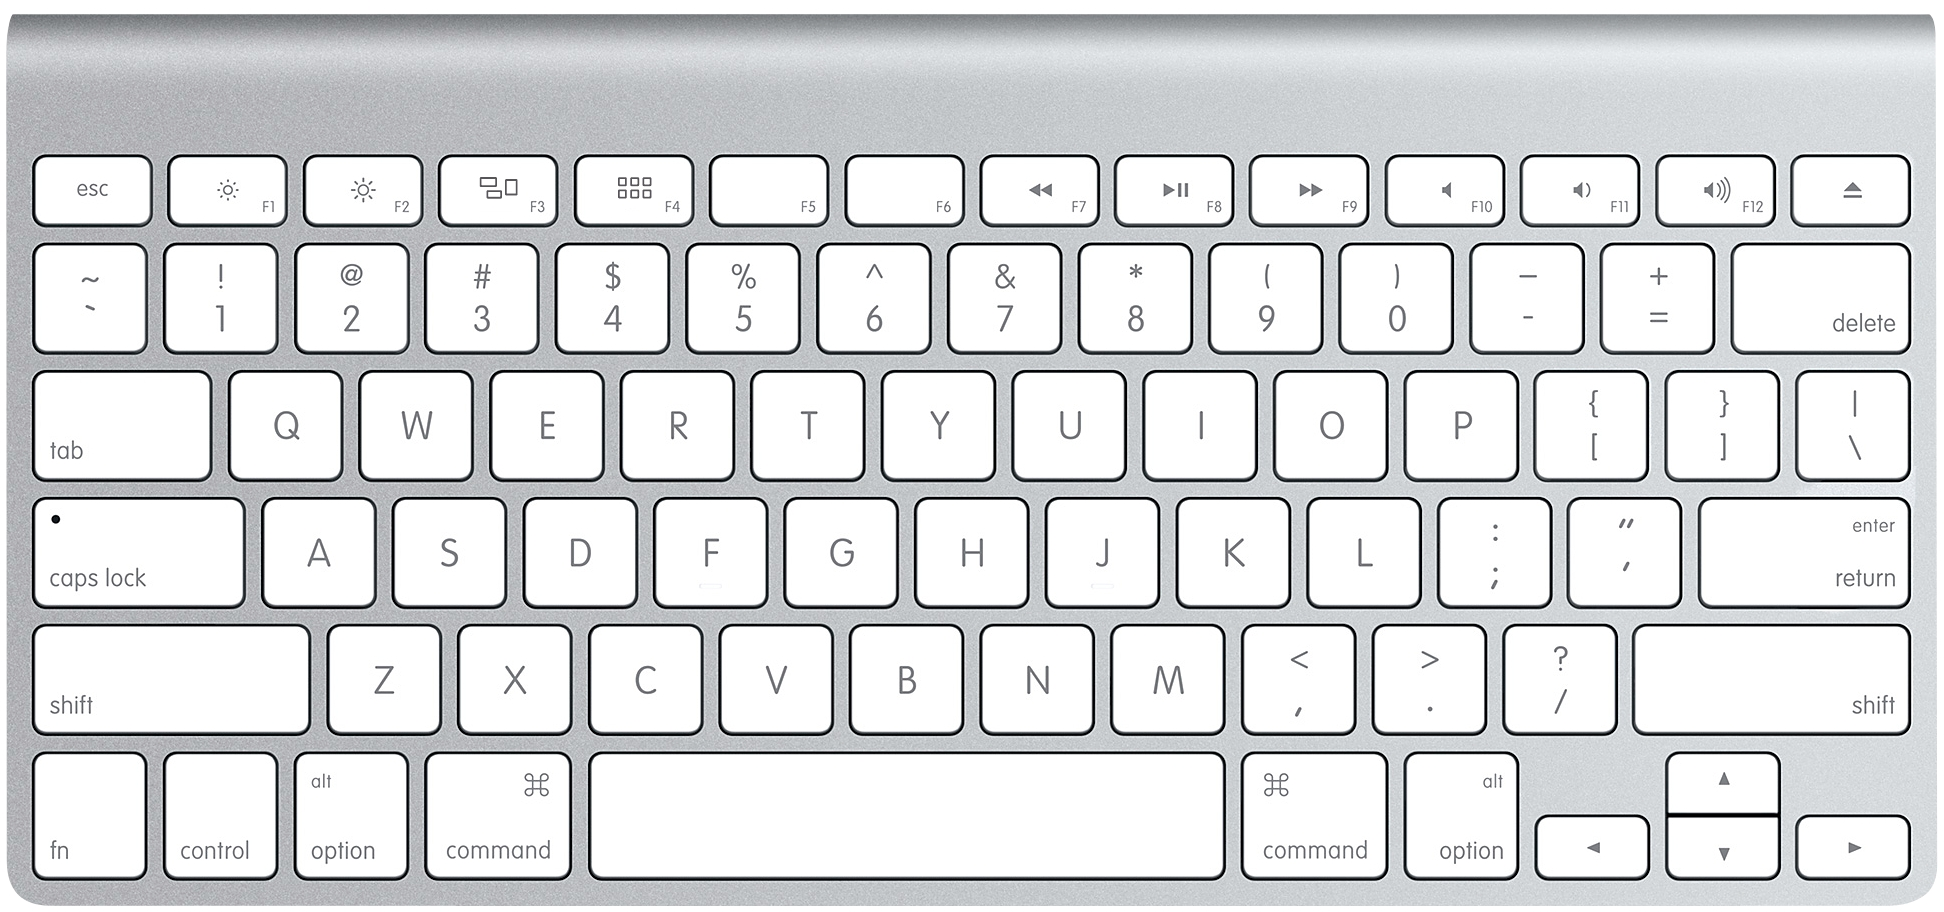 esc F1 F2 F3 F4 F5 F6 F7 F8 F9 F10 F11 F12
~ ! @ # $ % ^ & * ( ) — +
` 1 2 3 4 5 6 7 8 9 0 - = delete
tab Q W E R T Y U I O P { } |
[ ] \
caps lock A S D F G H J K L : " enter
; ' return
shift Z X C V B N M < > ? shift
, . /
alt ⌘ ⌘ alt ▲
fn control option command command option ◀ ▼ ▶